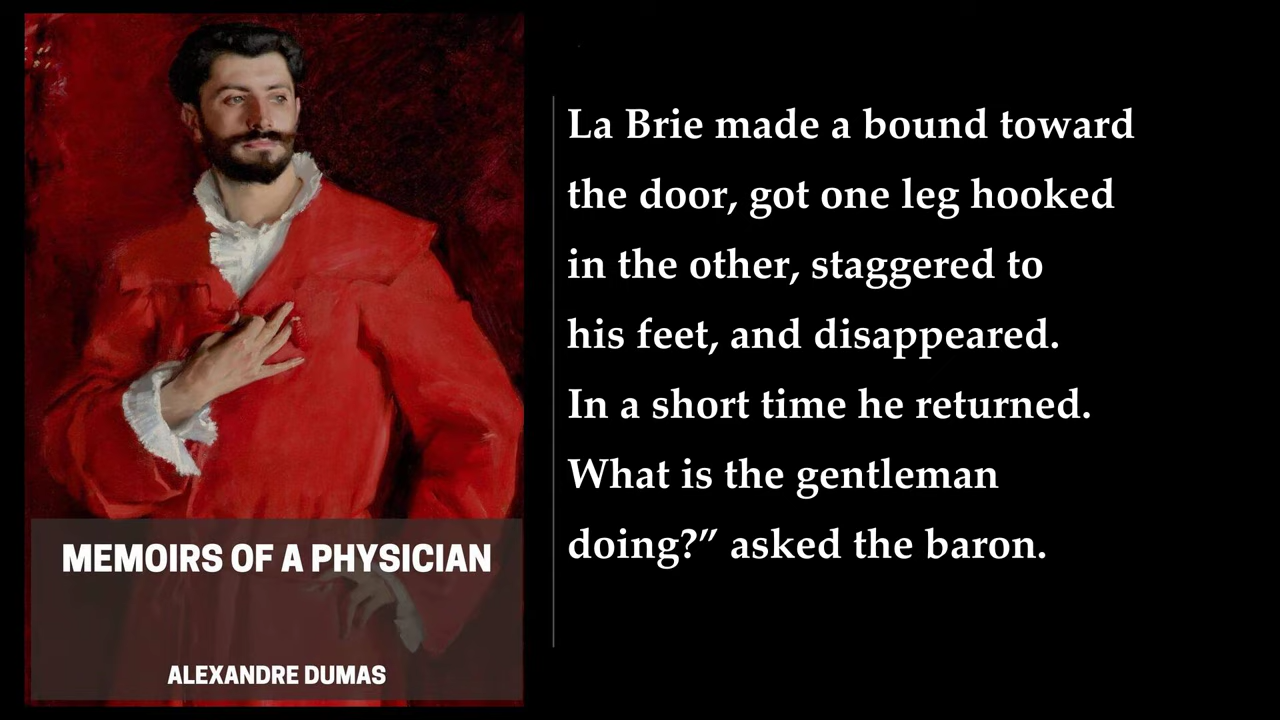 MEMOIRS OF A PHYSICIAN
ALEXANDRE DUMAS
La Brie made a bound toward
the door, got one leg hooked
in the other, staggered to
his feet, and disappeared.
In a short time he returned.
What is the gentleman
doing?” asked the baron.